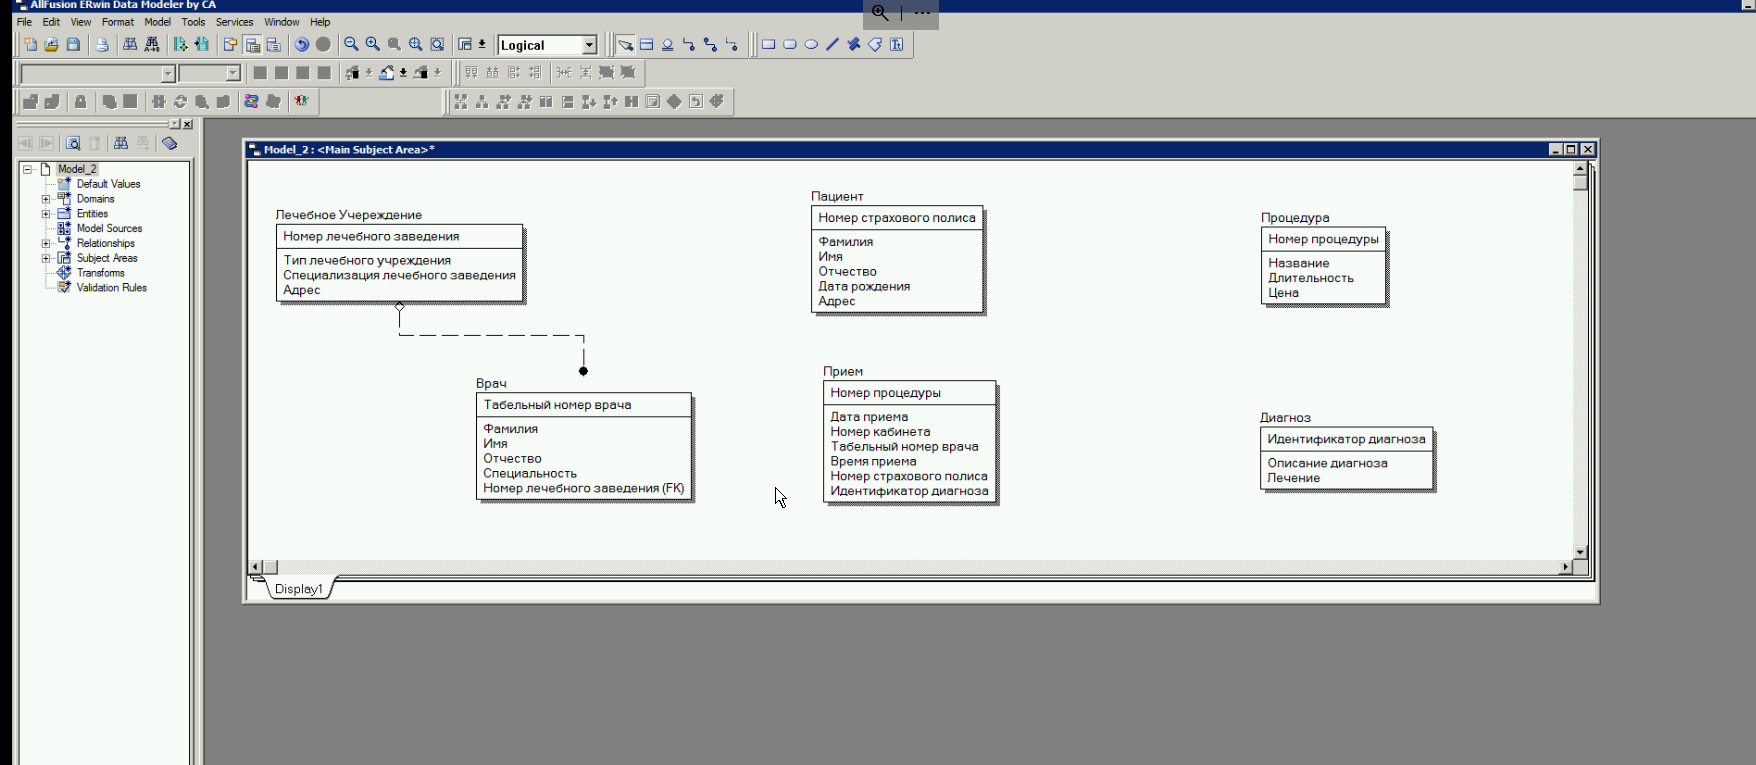 AllFusion ERwin Data Modeler by CA
File Edit View Format Model Tools Services Window Help
Logical
Model_2
Default Values
Domains
Entities
Model Sources
Relationships
Subject Areas
Transforms
Validation Rules
Model_2 : <Main Subject Area>*
Лечебное Учереждение
Номер лечебного заведения
Тип лечебного учреждения
Специализация лечебного заведения
Адрес
Пациент
Номер страхового полиса
Фамилия
Имя
Отчество
Дата рождения
Адрес
Процедура
Номер процедуры
Название
Длительность
Цена
Врач
Табельный номер врача
Фамилия
Имя
Отчество
Специальность
Номер лечебного заведения (FK)
Прием
Номер процедуры
Дата приема
Номер кабинета
Табельный номер врача
Время приема
Номер страхового полиса
Идентификатор диагноза
Диагноз
Идентификатор диагноза
Описание диагноза
Лечение
Display1